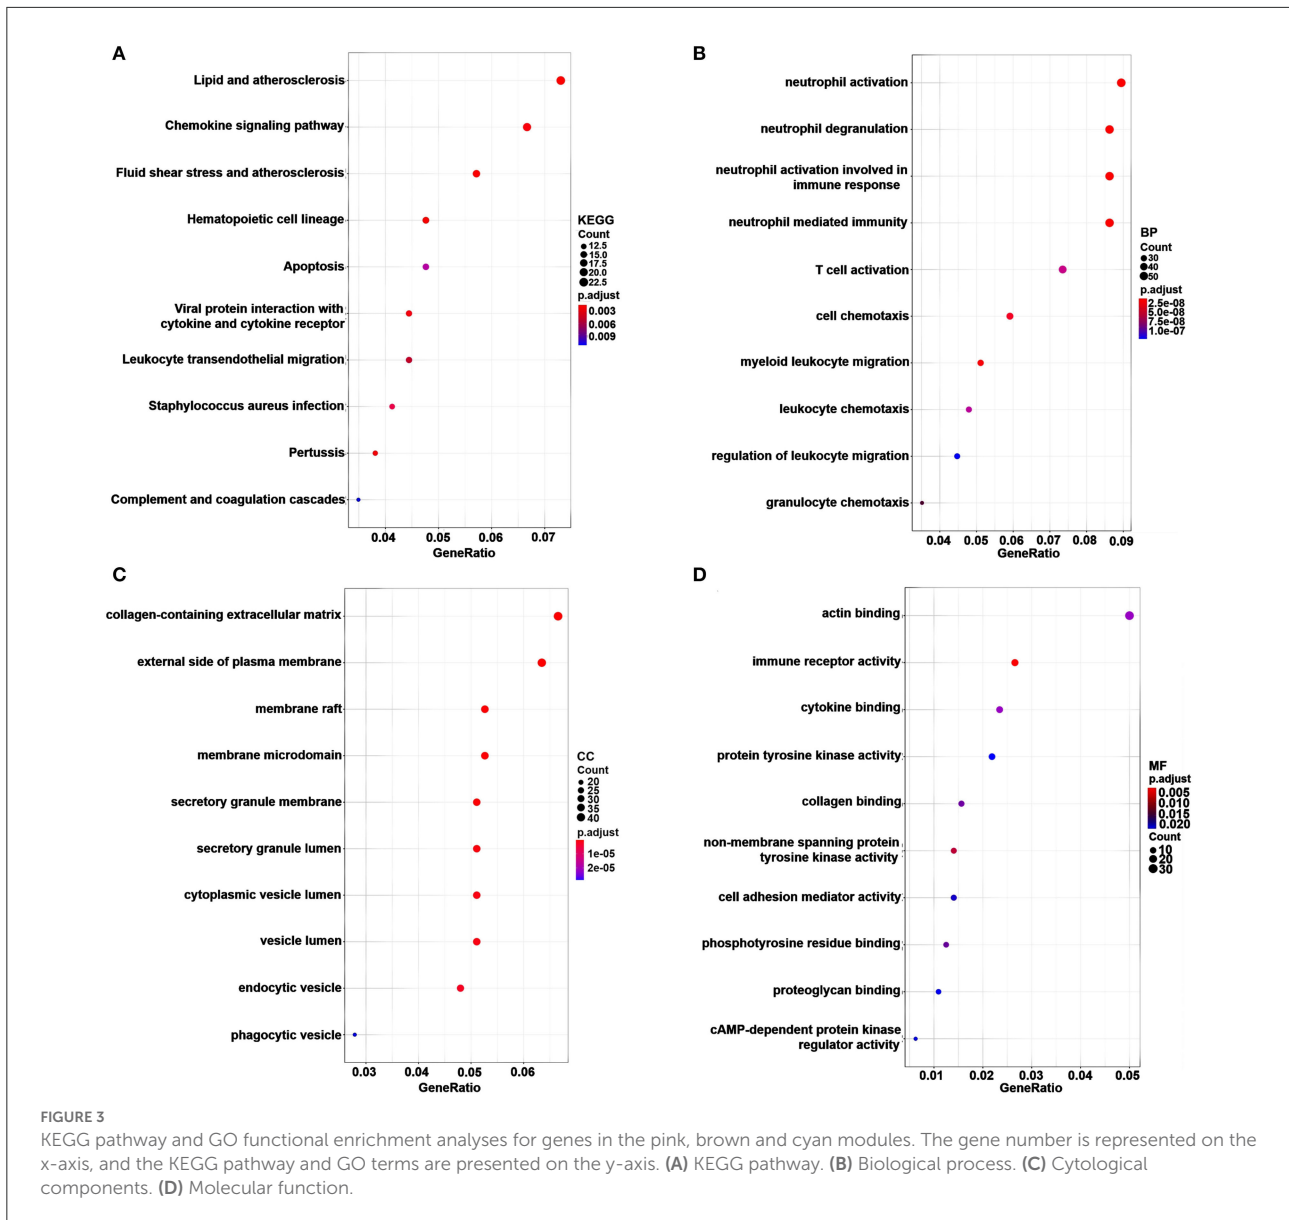 A
Lipid and atherosclerosis
Chemokine signaling pathway
Fluid shear stress and atherosclerosis
Hematopoietic cell lineage
Apoptosis
Viral protein interaction with
cytokine and cytokine receptor
Leukocyte transendothelial migration
Staphylococcus aureus infection
Pertussis
Complement and coagulation cascades
0.04 0.05 0.06 0.07
GeneRatio
KEGG
Count
12.5
15.0
17.5
20.0
22.5
p.adjust
0.003
0.006
0.009
B
neutrophil activation
neutrophil degranulation
neutrophil activation involved in
immune response
neutrophil mediated immunity
T cell activation
cell chemotaxis
myeloid leukocyte migration
leukocyte chemotaxis
regulation of leukocyte migration
granulocyte chemotaxis
0.04 0.05 0.06 0.07 0.08 0.09
GeneRatio
BP
Count
30
40
50
p.adjust
2.5e-08
5.0e-08
7.5e-08
1.0e-07
C
collagen-containing extracellular matrix
external side of plasma membrane
membrane raft
membrane microdomain
secretory granule membrane
secretory granule lumen
cytoplasmic vesicle lumen
vesicle lumen
endocytic vesicle
phagocytic vesicle
0.03 0.04 0.05 0.06
GeneRatio
CC
Count
20
25
30
35
40
p.adjust
1e-05
2e-05
D
actin binding
immune receptor activity
cytokine binding
protein tyrosine kinase activity
collagen binding
non-membrane spanning protein
tyrosine kinase activity
cell adhesion mediator activity
phosphotyrosine residue binding
proteoglycan binding
cAMP-dependent protein kinase
regulator activity
0.01 0.02 0.03 0.04 0.05
GeneRatio
MF
p.adjust
0.005
0.010
0.015
0.020
Count
10
20
30
FIGURE 3
KEGG pathway and GO functional enrichment analyses for genes in the pink, brown and cyan modules. The gene number is represented on the
x-axis, and the KEGG pathway and GO terms are presented on the y-axis. (A) KEGG pathway. (B) Biological process. (C) Cytological
components. (D) Molecular function.